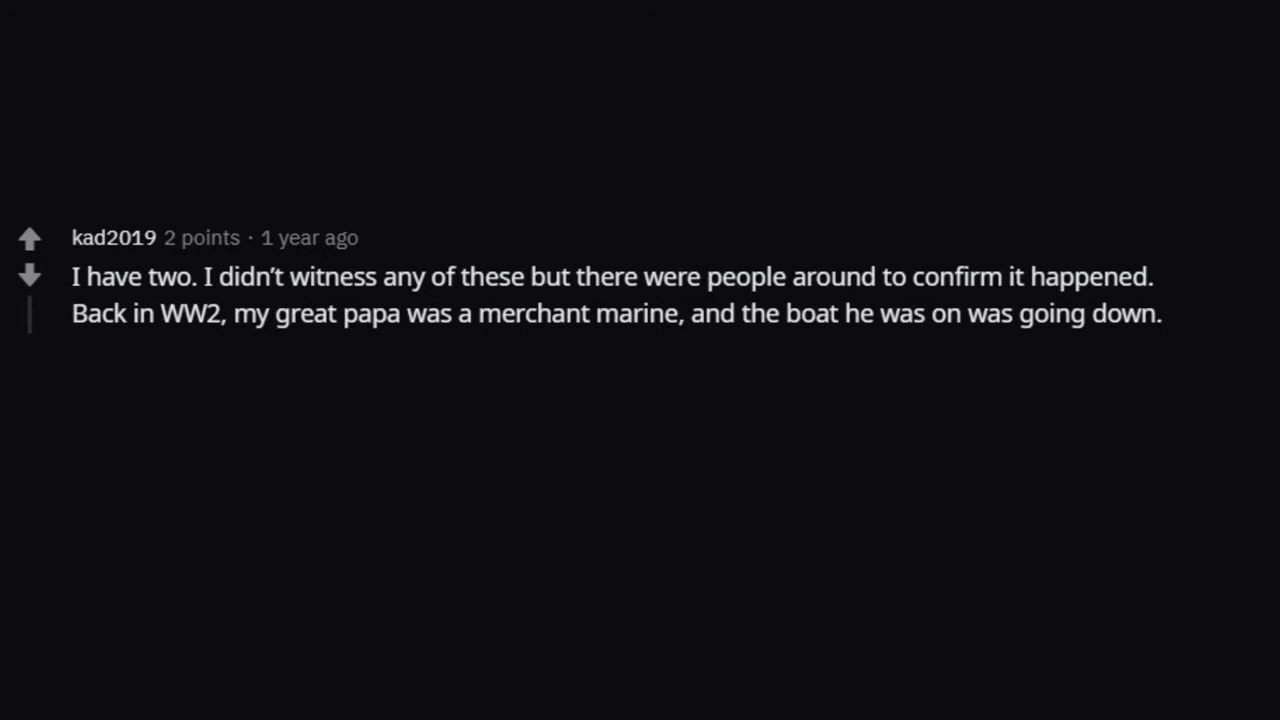 kad2019 2 points · 1 year ago
I have two. I didn’t witness any of these but there were people around to confirm it happened.
Back in WW2, my great papa was a merchant marine, and the boat he was on was going down.